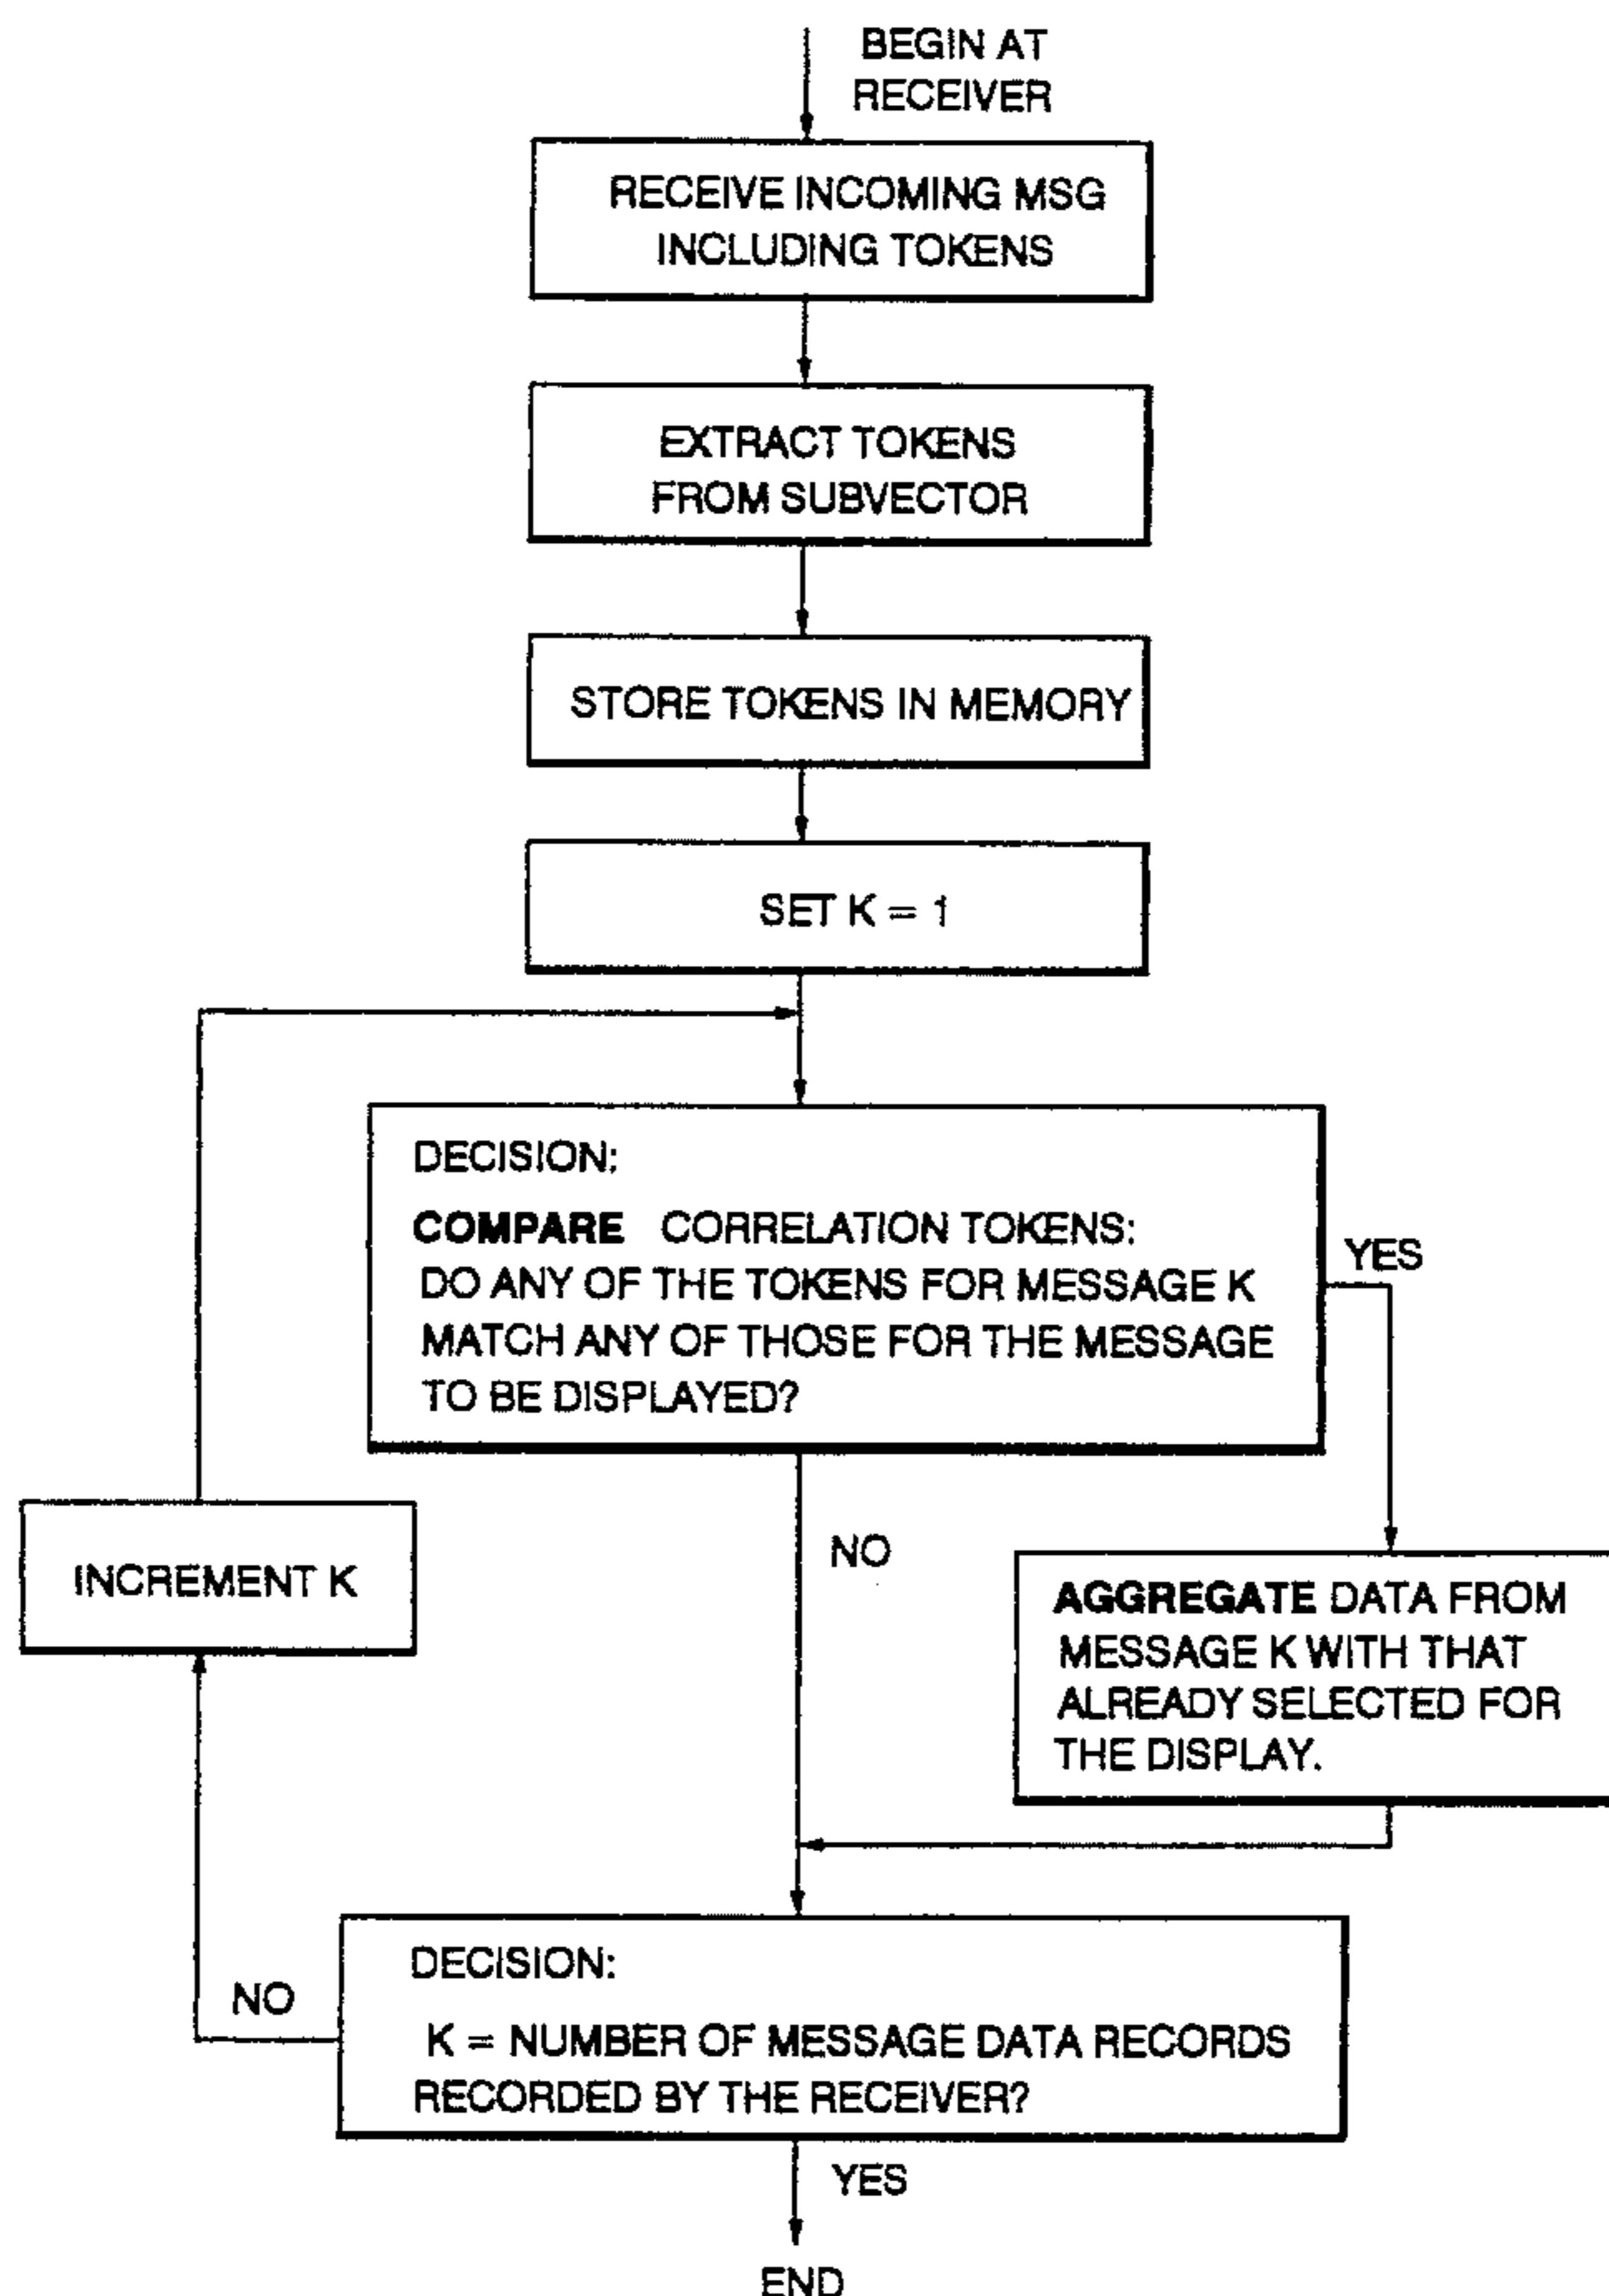 BEGIN AT
RECEIVER
RECEIVE INCOMING MSG
INCLUDING TOKENS
EXTRACT TOKENS
FROM SUBVECTOR
STORE TOKENS IN MEMORY
SET K = 1
DECISION:
COMPARE CORRELATION TOKENS:
DO ANY OF THE TOKENS FOR MESSAGE K
MATCH ANY OF THOSE FOR THE MESSAGE
TO BE DISPLAYED?
YES
NO
INCREMENT K
AGGREGATE DATA FROM
MESSAGE K WITH THAT
ALREADY SELECTED FOR
THE DISPLAY.
DECISION:
K = NUMBER OF MESSAGE DATA RECORDS
RECORDED BY THE RECEIVER?
NO
YES
END